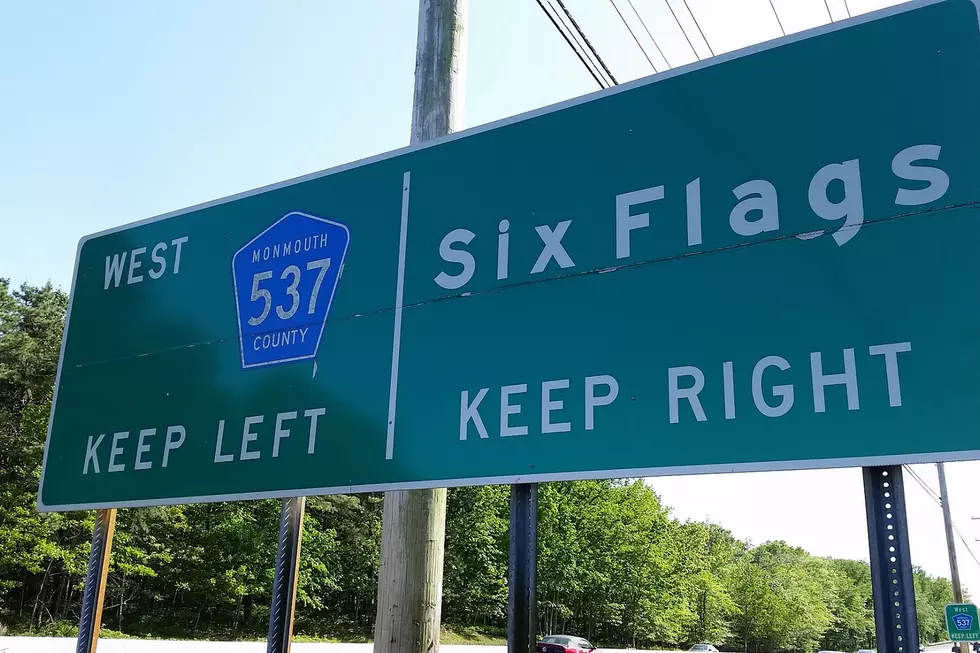 WEST
MONMOUTH
537
COUNTY
KEEP LEFT
Six Flags
KEEP RIGHT
West
537
KEEP LEFT